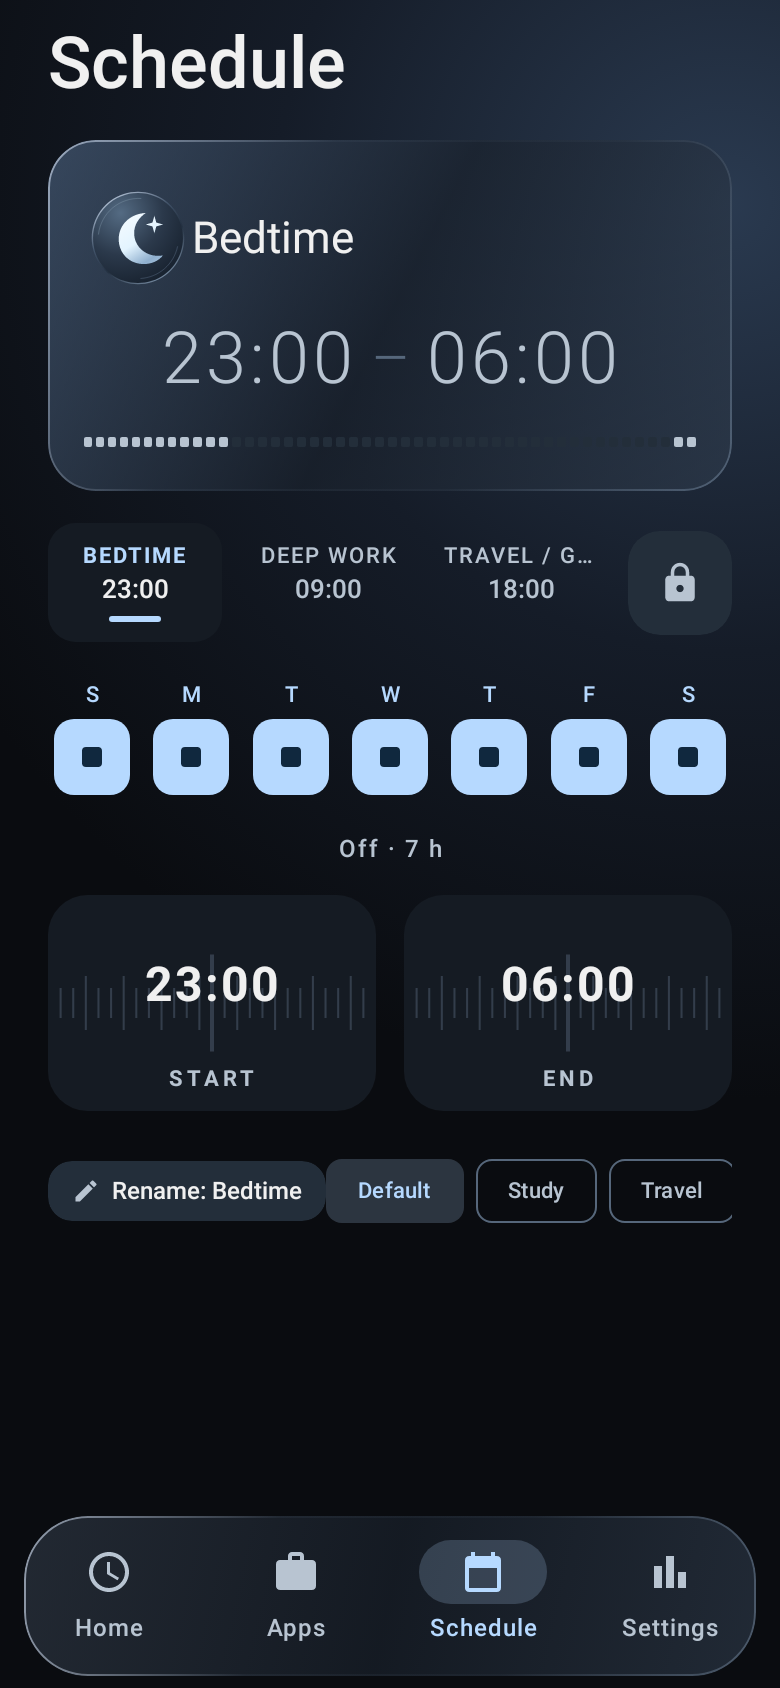 Schedule
Bedtime
23:00 – 06:00
BEDTIME
23:00
DEEP WORK
09:00
TRAVEL / G...
18:00
S M T W T F S
Off · 7 h
23:00
START
06:00
END
Rename: Bedtime
Default
Study
Travel
Home
Apps
Schedule
Settings